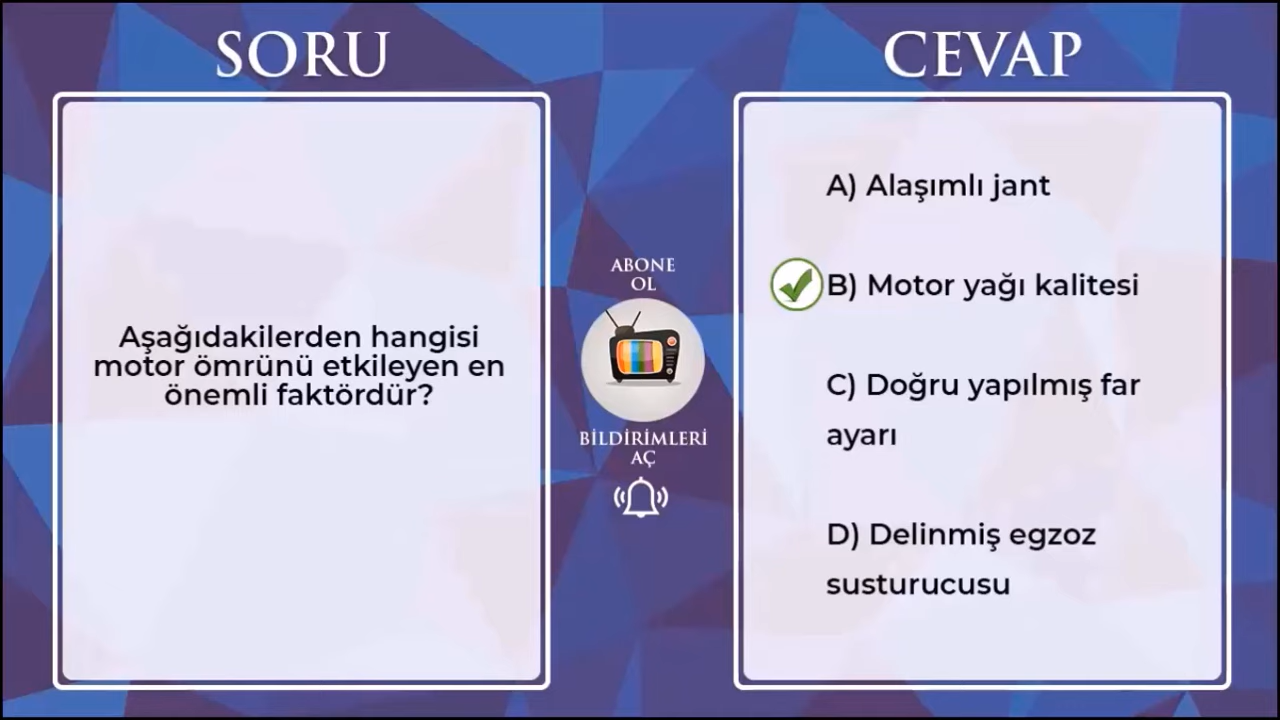 SORU
Aşağıdakilerden hangisi
motor ömrünü etkileyen en
önemli faktördür?
ABONE
OL
BİLDİRİMLERİ
AÇ
CEVAP
A) Alaşımlı jant
B) Motor yağı kalitesi
C) Doğru yapılmış far
ayarı
D) Delinmiş egzoz
susturucusu